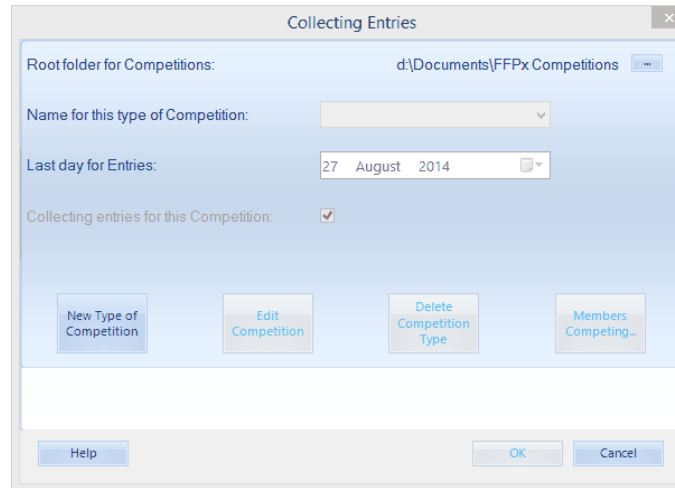 Collecting Entries
Root folder for Competitions: d:\Documents\FFPx Competitions ...
Name for this type of Competition:
Last day for Entries: 27 August 2014
Collecting entries for this Competition:
New Type of
Competition
Edit
Competition
Delete
Competition
Type
Members
Competing...
Help
OK
Cancel